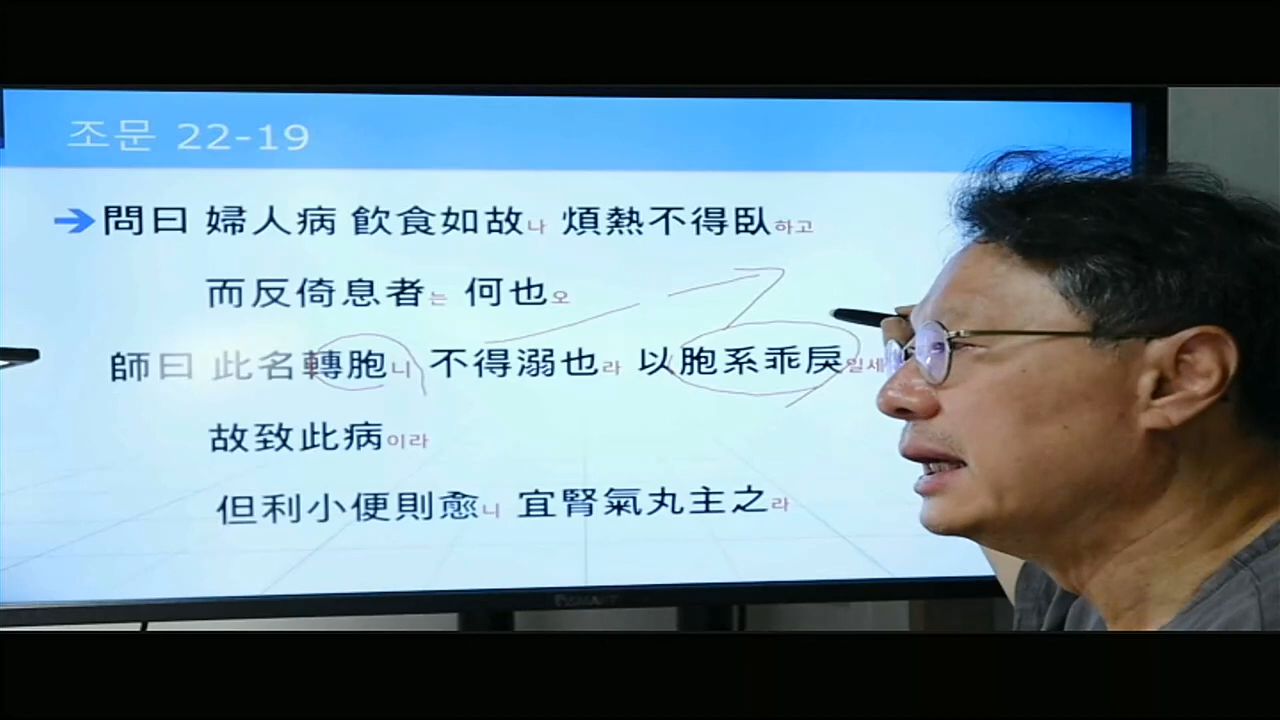 조문 22-19
問曰 婦人病 飮食如故나 煩熱不得臥하고
而反倚息者는 何也오
師曰 此名轉胞니 不得溺也라 以胞系乖戾일세
故致此病이라
但利小便則愈니 宜腎氣丸主之라